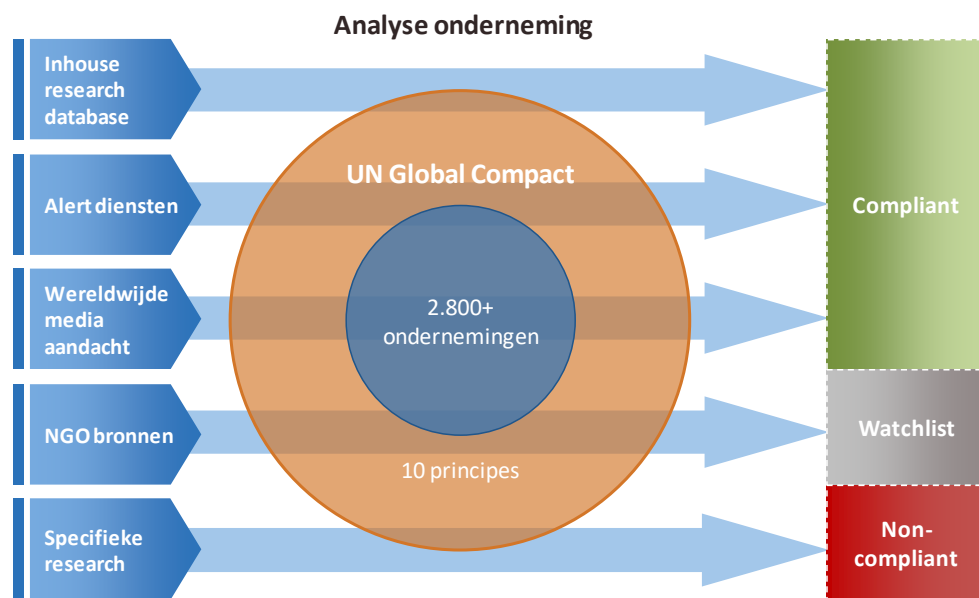 Analyse onderneming
Inhouse
research
database
Alert diensten
Wereldwijde
media
aandacht
NGO bronnen
Specifieke
research
UN Global Compact
2.800+
ondernemingen
10 principes
Compliant
Watchlist
Non-
compliant